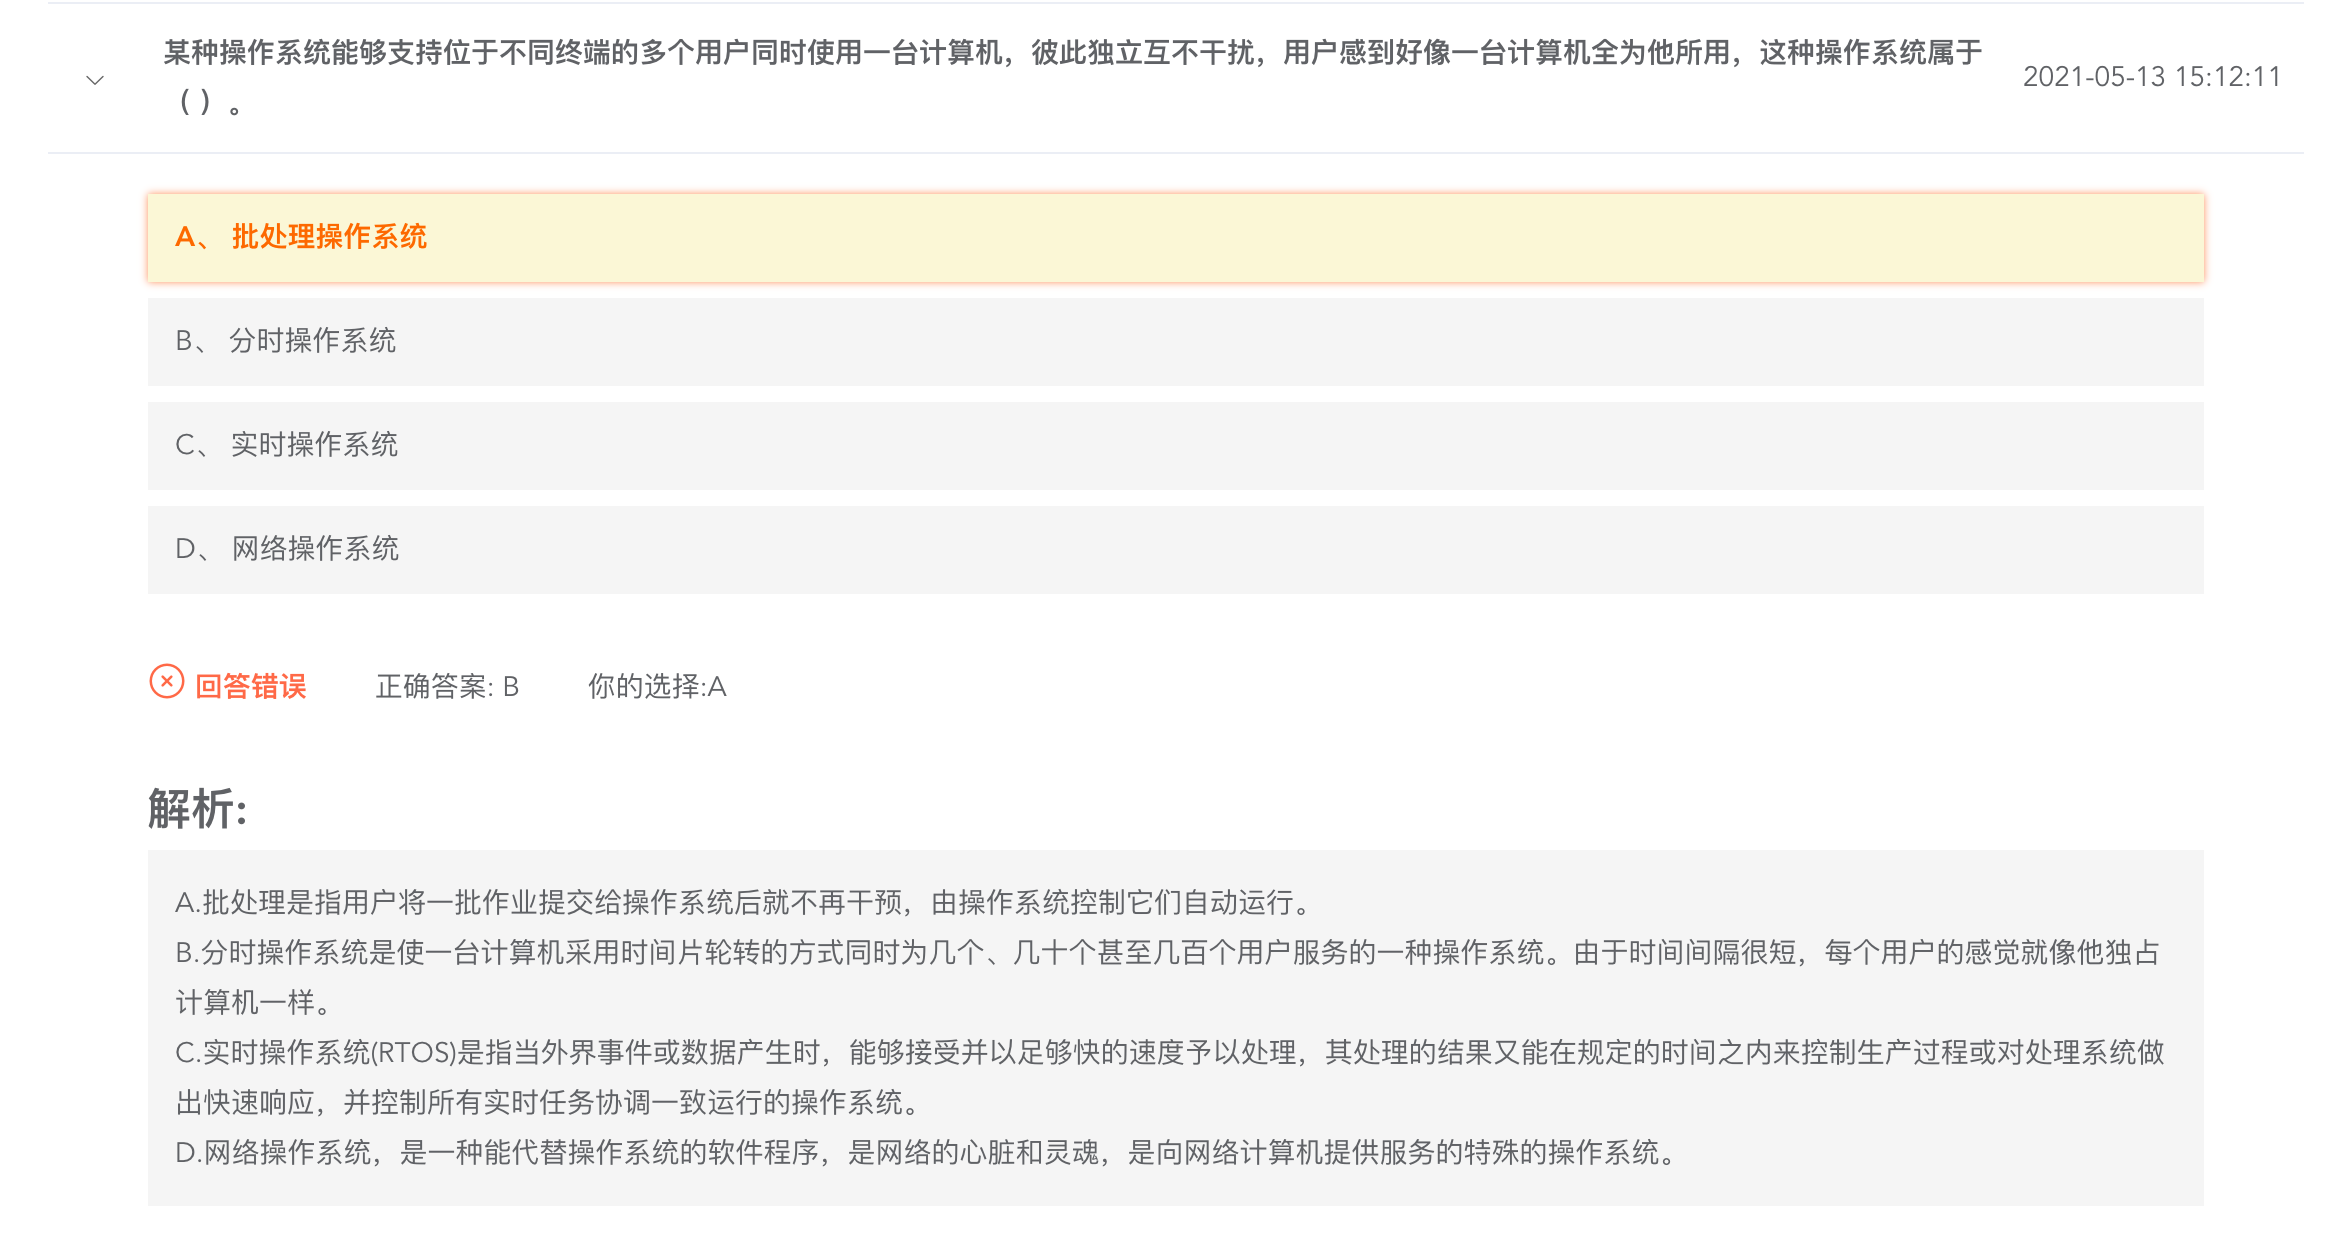 某种操作系统能够支持位于不同终端的多个用户同时使用一台计算机，彼此独立互不干扰，用户感到好像一台计算机全为他所用，这种操作系统属于
（ ）。
2021-05-13 15:12:11
A、 批处理操作系统
B、 分时操作系统
C、 实时操作系统
D、 网络操作系统
回答错误 正确答案: B 你的选择:A
解析:
A.批处理是指用户将一批作业提交给操作系统后就不再干预，由操作系统控制它们自动运行。
B.分时操作系统是使一台计算机采用时间片轮转的方式同时为几个、几十个甚至几百个用户服务的一种操作系统。由于时间间隔很短，每个用户的感觉就像他独占
计算机一样。
C.实时操作系统(RTOS)是指当外界事件或数据产生时，能够接受并以足够快的速度予以处理，其处理的结果又能在规定的时间之内来控制生产过程或对处理系统做
出快速响应，并控制所有实时任务协调一致运行的操作系统。
D.网络操作系统，是一种能代替操作系统的软件程序，是网络的心脏和灵魂，是向网络计算机提供服务的特殊的操作系统。